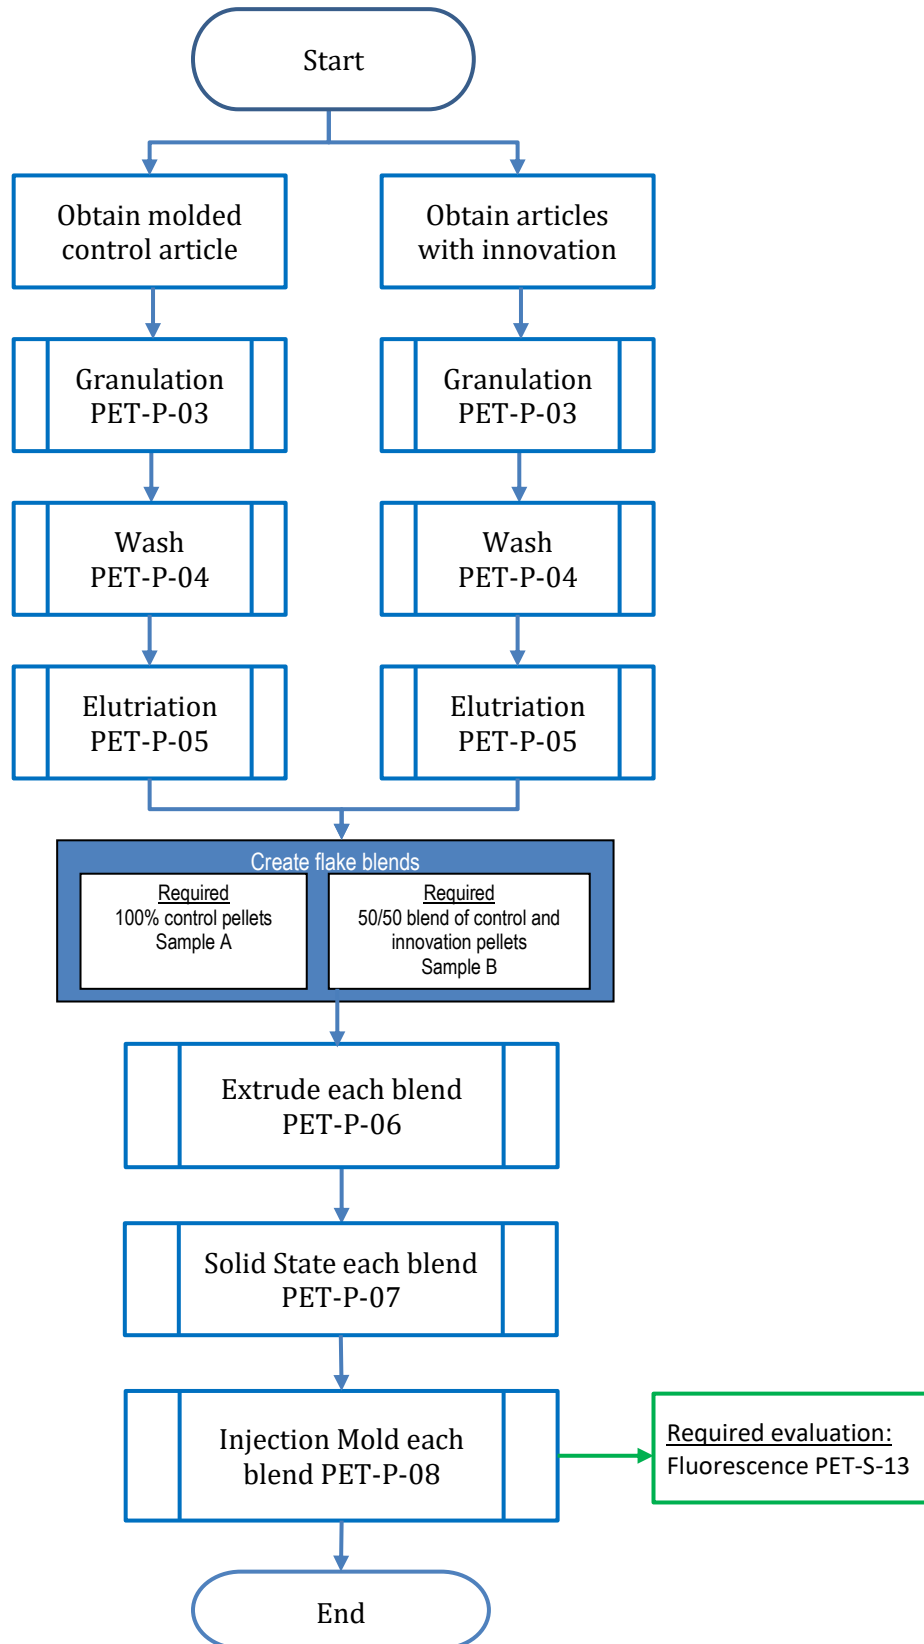 Start
Obtain molded
control article
Obtain articles
with innovation
Granulation
PET-P-03
Granulation
PET-P-03
Wash
PET-P-04
Wash
PET-P-04
Elutriation
PET-P-05
Elutriation
PET-P-05
Create flake blends
Required
100% control pellets
Sample A
Required
50/50 blend of control and
innovation pellets
Sample B
Extrude each blend
PET-P-06
Solid State each blend
PET-P-07
Injection Mold each
blend PET-P-08
Required evaluation:
Fluorescence PET-S-13
End